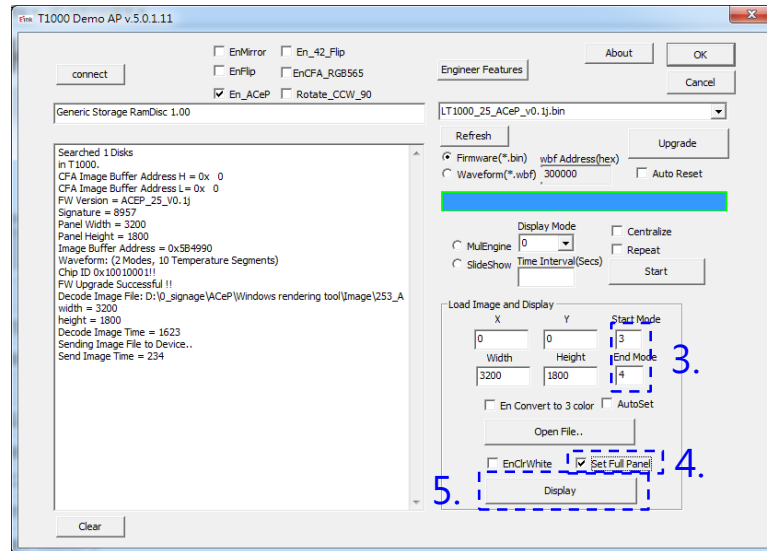 Eink T1000 Demo AP v.5.0.1.11
connect
EnMirror
En_42_Flip
EnFlip
EnCFA_RGB565
En_ACeP
Rotate_CCW_90
Engineer Features
About
OK
Cancel
Generic Storage RamDisc 1.00
LT1000_25_ACeP_v0.1j.bin
Refresh
Upgrade
Firmware(*.bin)
wbf Address(hex)
Waveform(*.wbf)
300000
Auto Reset
Searched 1 Disks
in T1000.
CFA Image Buffer Address H = 0x 0
CFA Image Buffer Address L = 0x 0
FW Version = ACEP_25_V0.1j
Signature = 8957
Panel Width = 3200
Panel Height = 1800
Image Buffer Address = 0x5B4990
Waveform: (2 Modes, 10 Temperature Segments)
Chip ID 0x10010001!!
FW Upgrade Successful !!
Decode Image File: D:\0_signage\ACeP\Windows rendering tool\Image\253_A
width = 3200
height = 1800
Decode Image Time = 1623
Sending Image File to Device..
Send Image Time = 234
Display Mode
MulEngine
0
Centralize
Repeat
SlideShow
Time Interval(Secs)
Start
Load Image and Display
X
Y
Start Mode
0
0
3
3.
Width
Height
End Mode
3200
1800
4
En Convert to 3 color
AutoSet
Open File..
EnClrWhite
Set Full Panel
4.
5.
Display
Clear